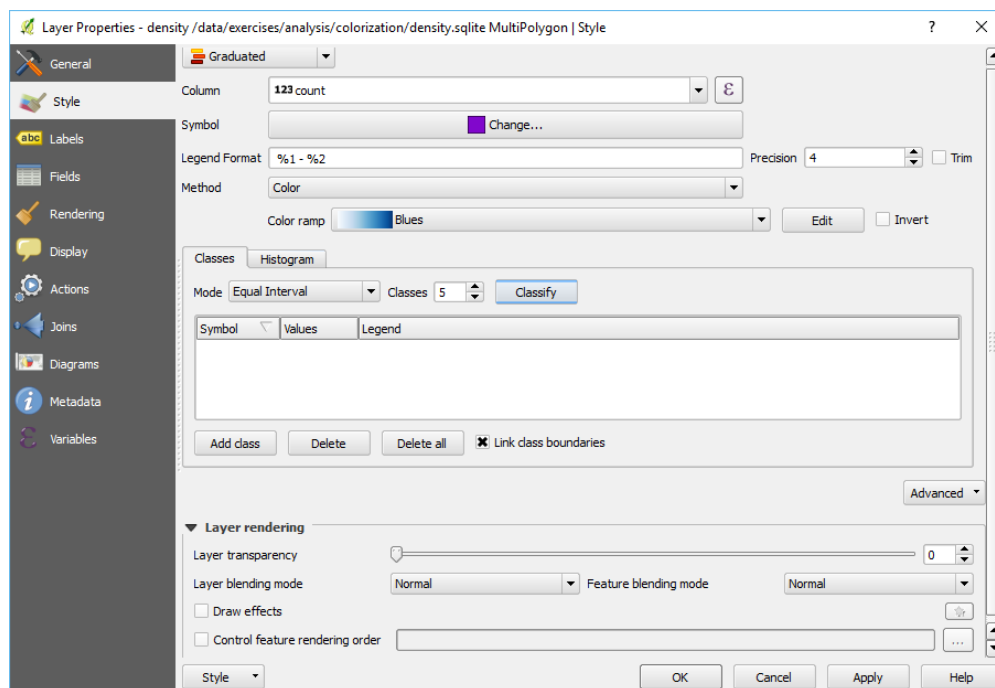 Layer Properties - density /data/exercises/analysis/colorization/density.sqlite MultiPolygon | Style
?
General
Style
abc Labels
Fields
Rendering
Display
Actions
Joins
Diagrams
Metadata
Variables
Graduated
Column 123 count ε
Symbol Change...
Legend Format %1 - %2 Precision 4 Trim
Method Color
Color ramp Blues Edit Invert
Classes Histogram
Mode Equal Interval Classes 5 Classify
Symbol Values Legend
Add class Delete Delete all Link class boundaries
Advanced
Layer rendering
Layer transparency 0
Layer blending mode Normal Feature blending mode Normal
Draw effects
Control feature rendering order ...
Style OK Cancel Apply Help